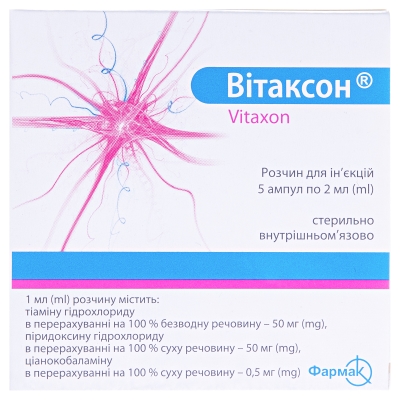 Вітаксон®
Vitaxon
Розчин для ін’єкцій
5 ампул по 2 мл (ml)
стерильно
внутрішньом’язово
1 мл (ml) розчину містить:
тіаміну гідрохлориду
в перерахуванні на 100 % безводну речовину – 50 мг (mg),
піридоксину гідрохлориду
в перерахуванні на 100 % суху речовину – 50 мг (mg),
ціанокобаламіну
в перерахуванні на 100 % суху речовину – 0,5 мг (mg)
Фармак